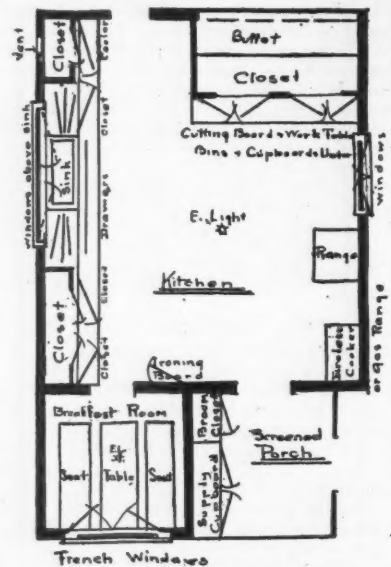 Vent
Closet
Cooler
Buffet
Closet
Closet
Cutting Board & Work Table
Bins & Cupboards Under
Windows above sink
Sink
Drawers
Windows
E. Light
Range
Kitchen
Closet
Closet
Closet
Ironing
Board
Fireless
Cooker
or Gas Range
Breakfast Room
Broom
Closet
Screened
Porch
Seat
El.
Table
Seat
Supply
Cupboard
French Windows